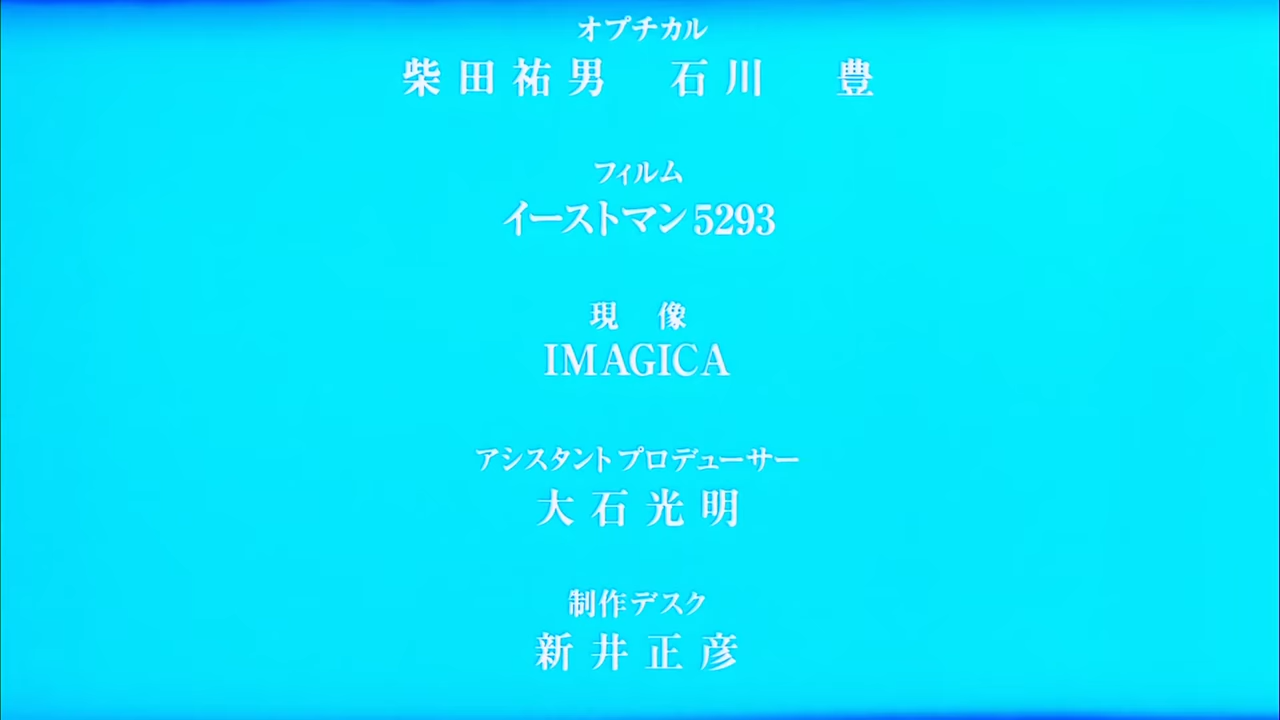 オプチカル
柴田祐男　石川　豊
フィルム
イーストマン5293
現　像
IMAGICA
アシスタントプロデューサー
大石光明
制作デスク
新井正彦